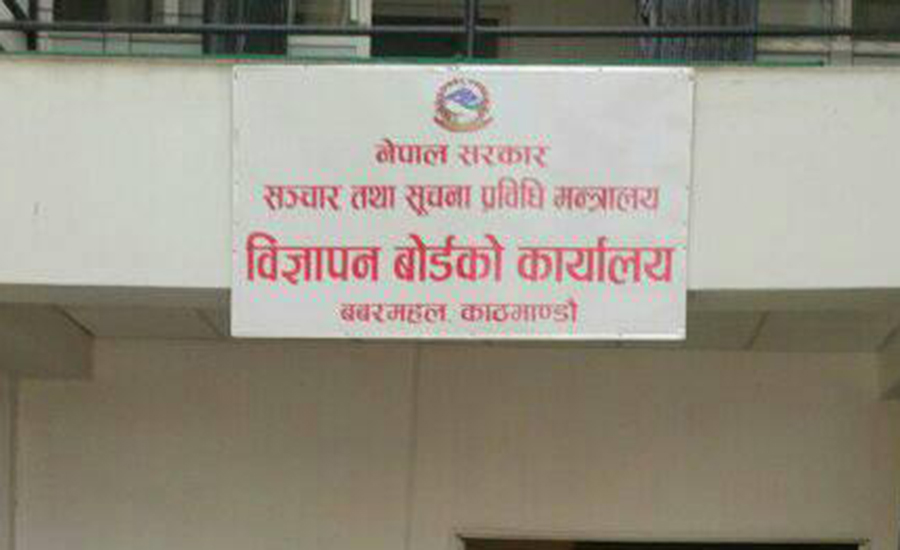 नेपाल सरकार
सञ्चार तथा सूचना प्रविधि मन्त्रालय
विज्ञापन बोर्डको कार्यालय
बबरमहल, काठमाण्डौ